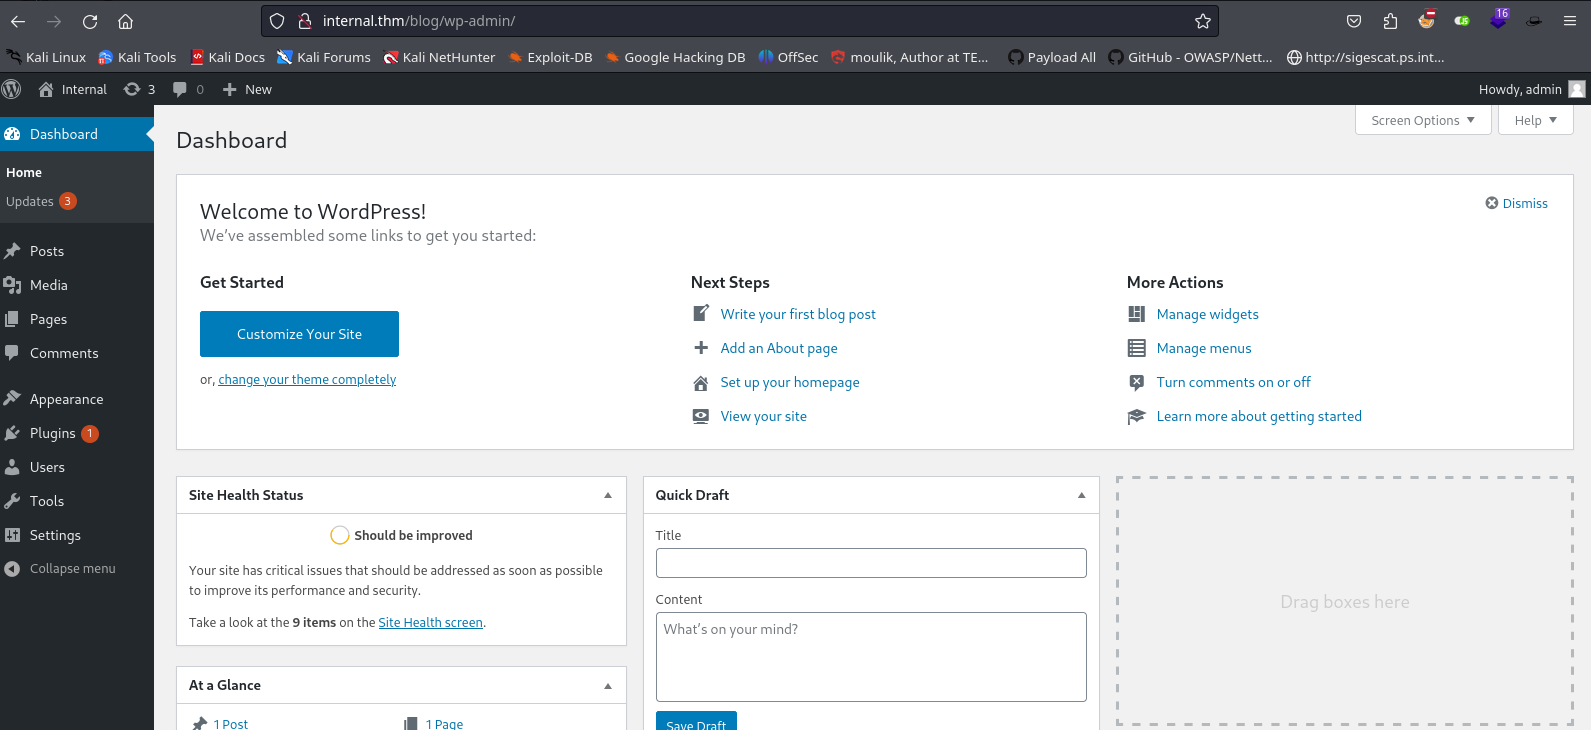 internal.thm/blog/wp-admin/
16
Kali Linux Kali Tools Kali Docs Kali Forums Kali NetHunter Exploit-DB Google Hacking DB OffSec moulik, Author at TE... Payload All GitHub - OWASP/Nett... http://sigescat.ps.int...
Internal 3 0 New Howdy, admin
Dashboard
Home
Updates 3
Posts
Media
Pages
Comments
Appearance
Plugins 1
Users
Tools
Settings
Collapse menu
Screen Options Help
Dashboard
Welcome to WordPress!
We've assembled some links to get you started:
Dismiss
Get Started
Customize Your Site
or, change your theme completely
Next Steps
Write your first blog post
Add an About page
Set up your homepage
View your site
More Actions
Manage widgets
Manage menus
Turn comments on or off
Learn more about getting started
Site Health Status
Should be improved
Your site has critical issues that should be addressed as soon as possible
to improve its performance and security.
Take a look at the 9 items on the Site Health screen.
At a Glance
1 Post 1 Page
Quick Draft
Title
Content
What's on your mind?
Save Draft
Drag boxes here